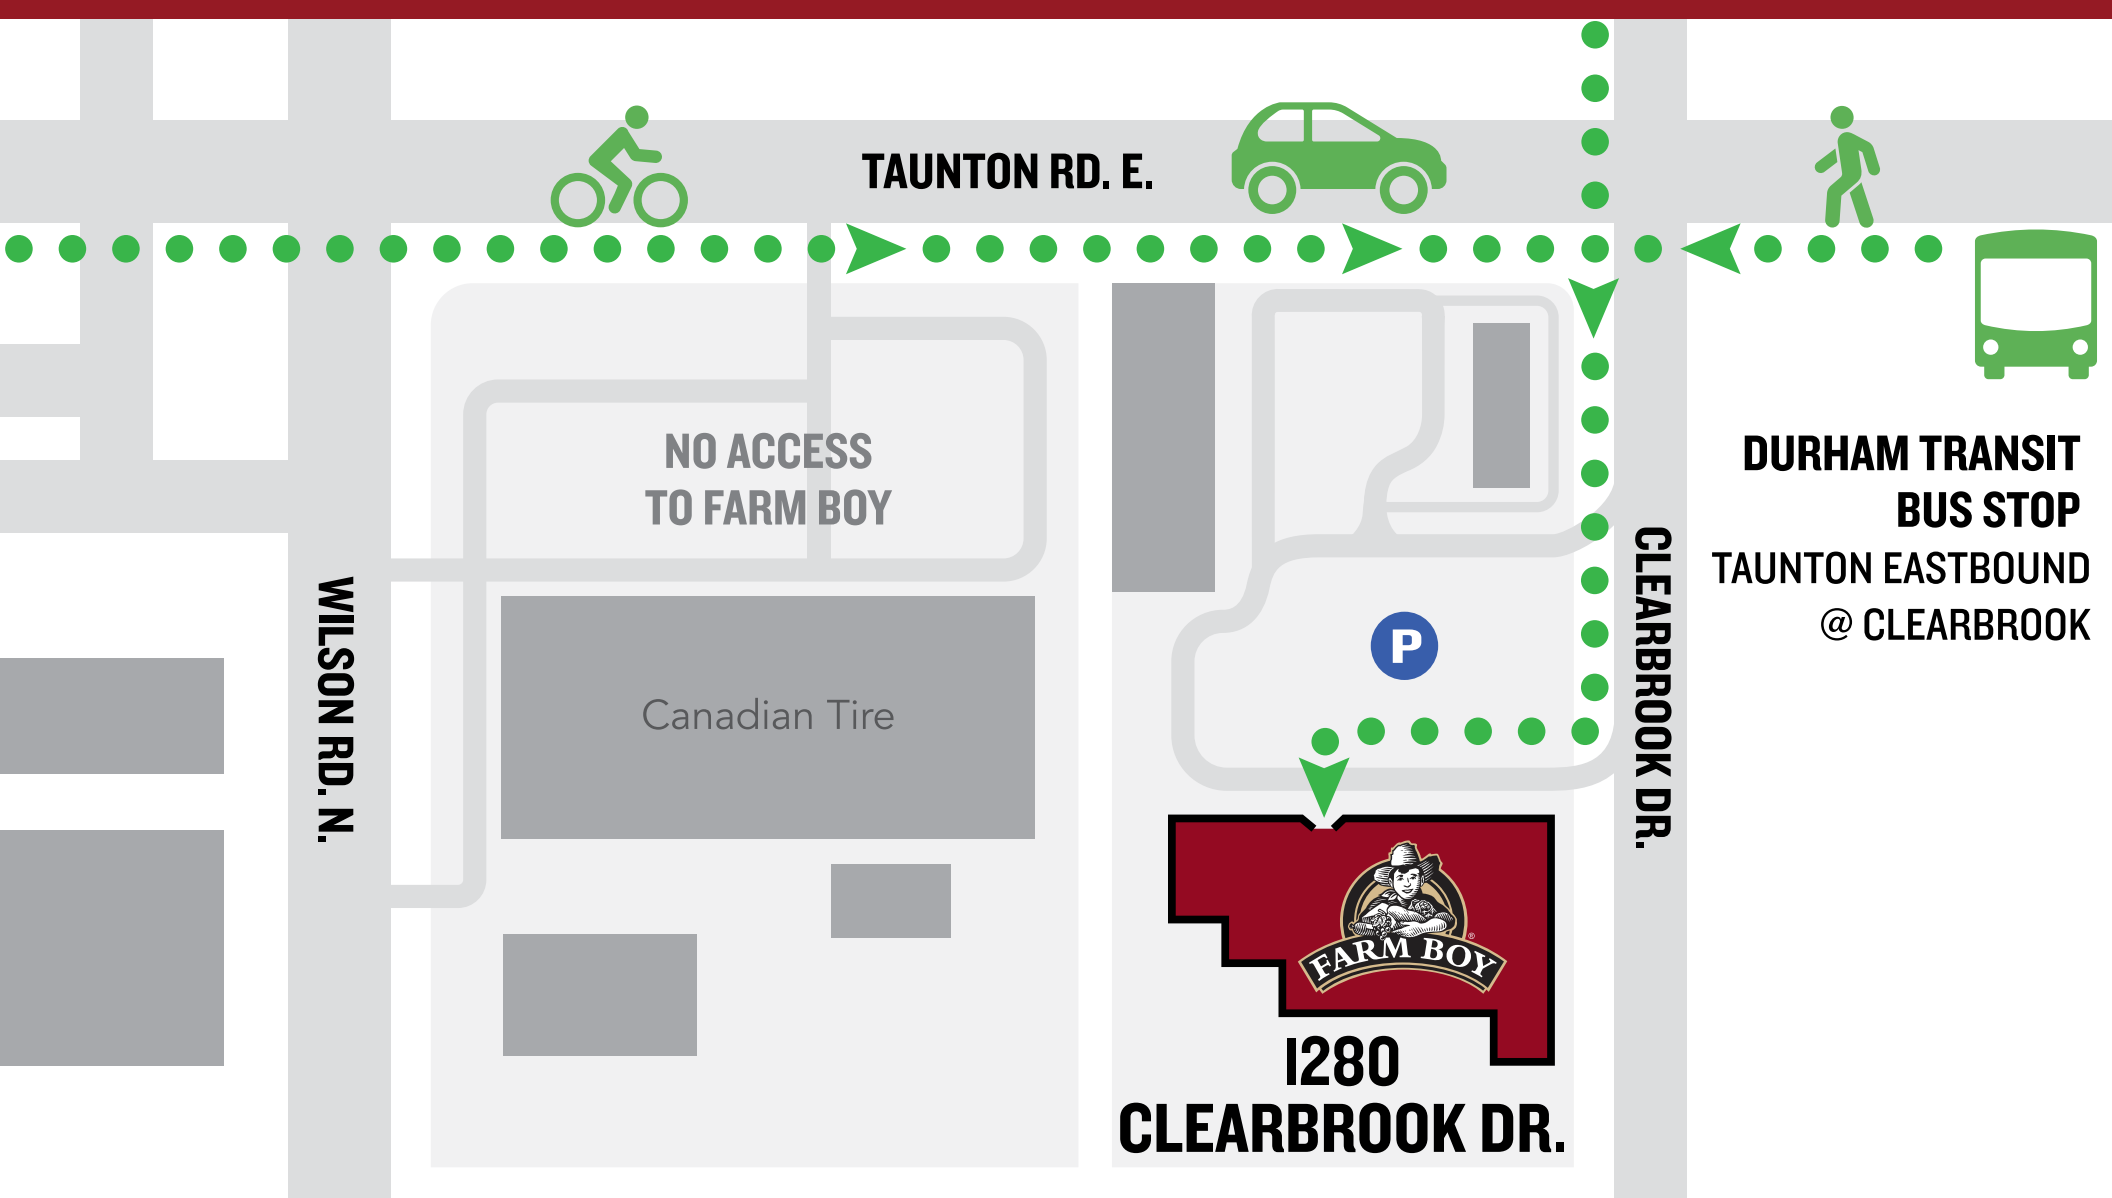 TAUNTON RD. E.
NO ACCESS
TO FARM BOY
DURHAM TRANSIT
BUS STOP
TAUNTON EASTBOUND
@ CLEARBROOK
WILSON RD. N.
CLEARBROOK DR.
P
Canadian Tire
FARM BOY®
1280
CLEARBROOK DR.